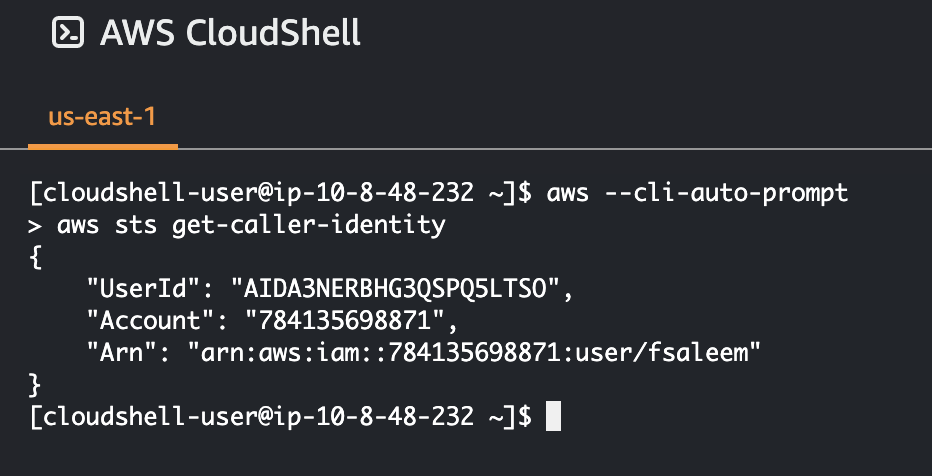 AWS CloudShell
us-east-1
[cloudshell-user@ip-10-8-48-232 ~]$ aws --cli-auto-prompt
> aws sts get-caller-identity
{
    "UserId": "AIDA3NERBHG3QSPQ5LTSO",
    "Account": "784135698871",
    "Arn": "arn:aws:iam::784135698871:user/fsaleem"
}
[cloudshell-user@ip-10-8-48-232 ~]$